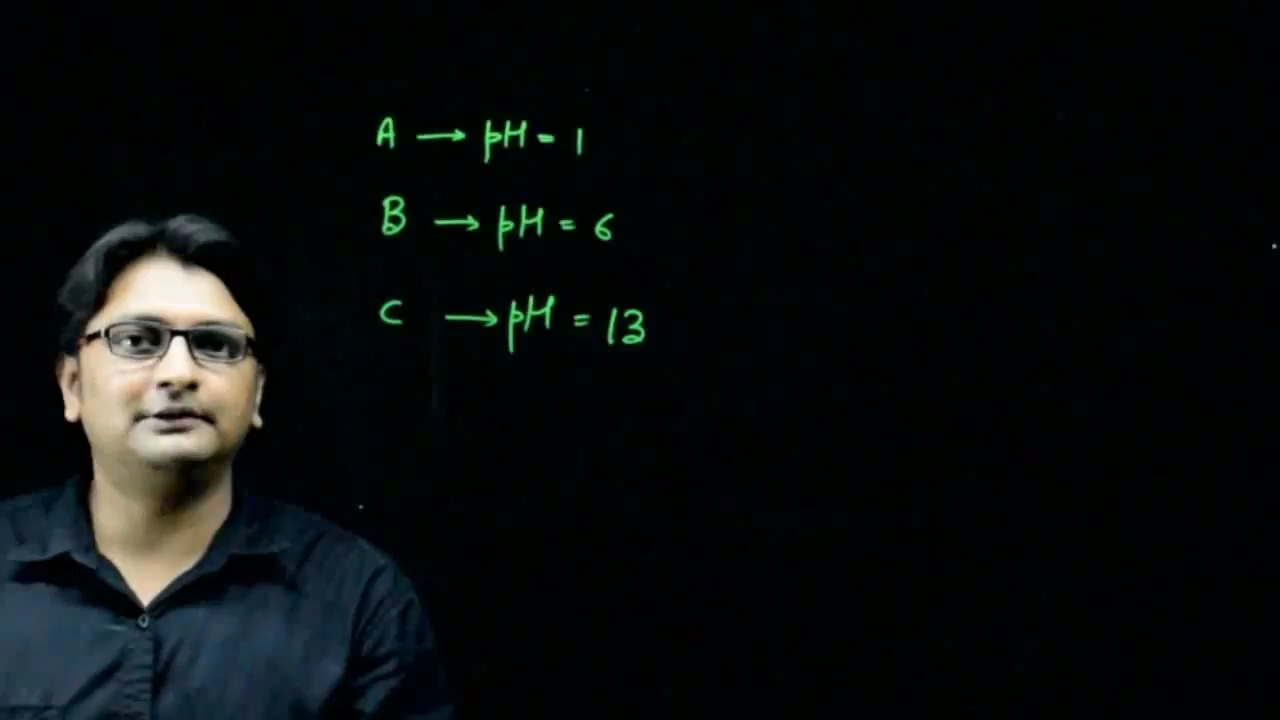 A → pH = 1
B → pH = 6
C → pH = 13